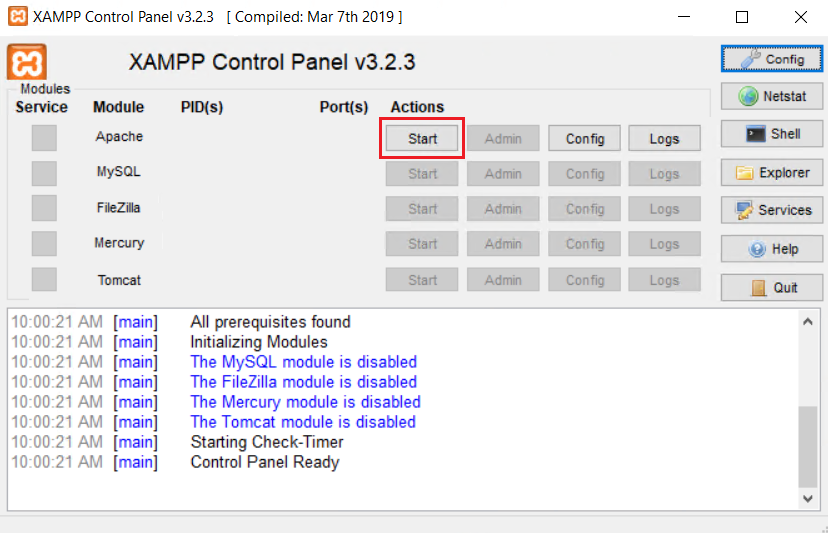 XAMPP Control Panel v3.2.3 [ Compiled: Mar 7th 2019 ]
XAMPP Control Panel v3.2.3
Modules
Service Module PID(s) Port(s) Actions
Apache Start Admin Config Logs
MySQL Start Admin Config Logs
FileZilla Start Admin Config Logs
Mercury Start Admin Config Logs
Tomcat Start Admin Config Logs
Config
Netstat
Shell
Explorer
Services
Help
Quit
10:00:21 AM [main] All prerequisites found
10:00:21 AM [main] Initializing Modules
10:00:21 AM [main] The MySQL module is disabled
10:00:21 AM [main] The FileZilla module is disabled
10:00:21 AM [main] The Mercury module is disabled
10:00:21 AM [main] The Tomcat module is disabled
10:00:21 AM [main] Starting Check-Timer
10:00:21 AM [main] Control Panel Ready